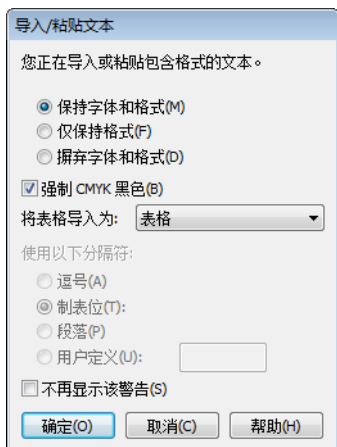 导入/粘贴文本
您正在导入或粘贴包含格式的文本。
保持字体和格式(M)
仅保持格式(F)
摒弃字体和格式(D)
强制 CMYK 黑色(B)
将表格导入为: 表格
使用以下分隔符:
逗号(A)
制表位(T):
段落(P)
用户定义(U):
不再显示该警告(S)
确定(O) 取消(C) 帮助(H)